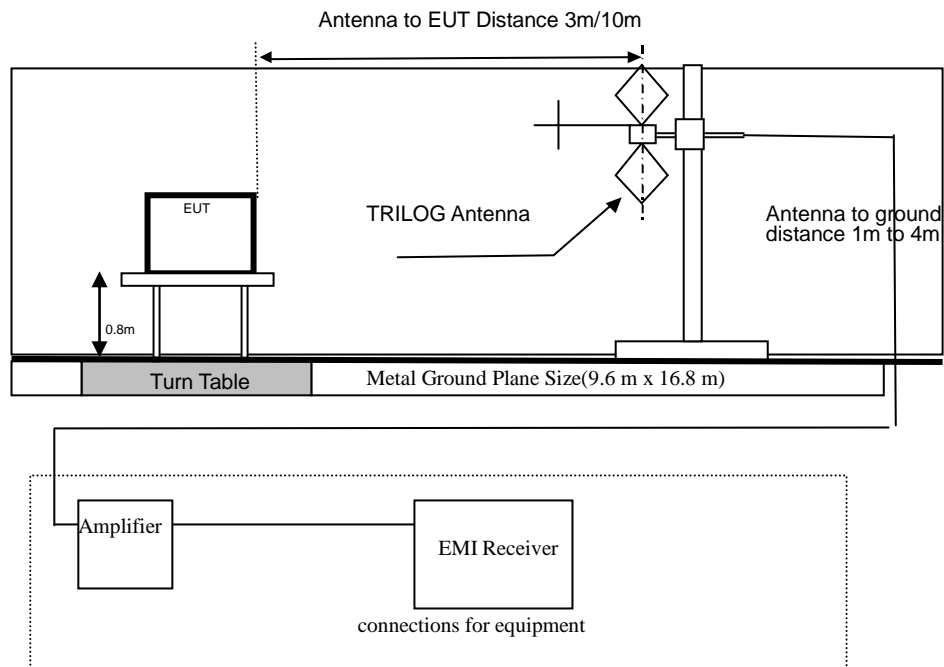 Antenna to EUT Distance 3m/10m
EUT
TRILOG Antenna
Antenna to ground
distance 1m to 4m
0.8m
Turn Table
Metal Ground Plane Size(9.6 m x 16.8 m)
Amplifier
EMI Receiver
connections for equipment